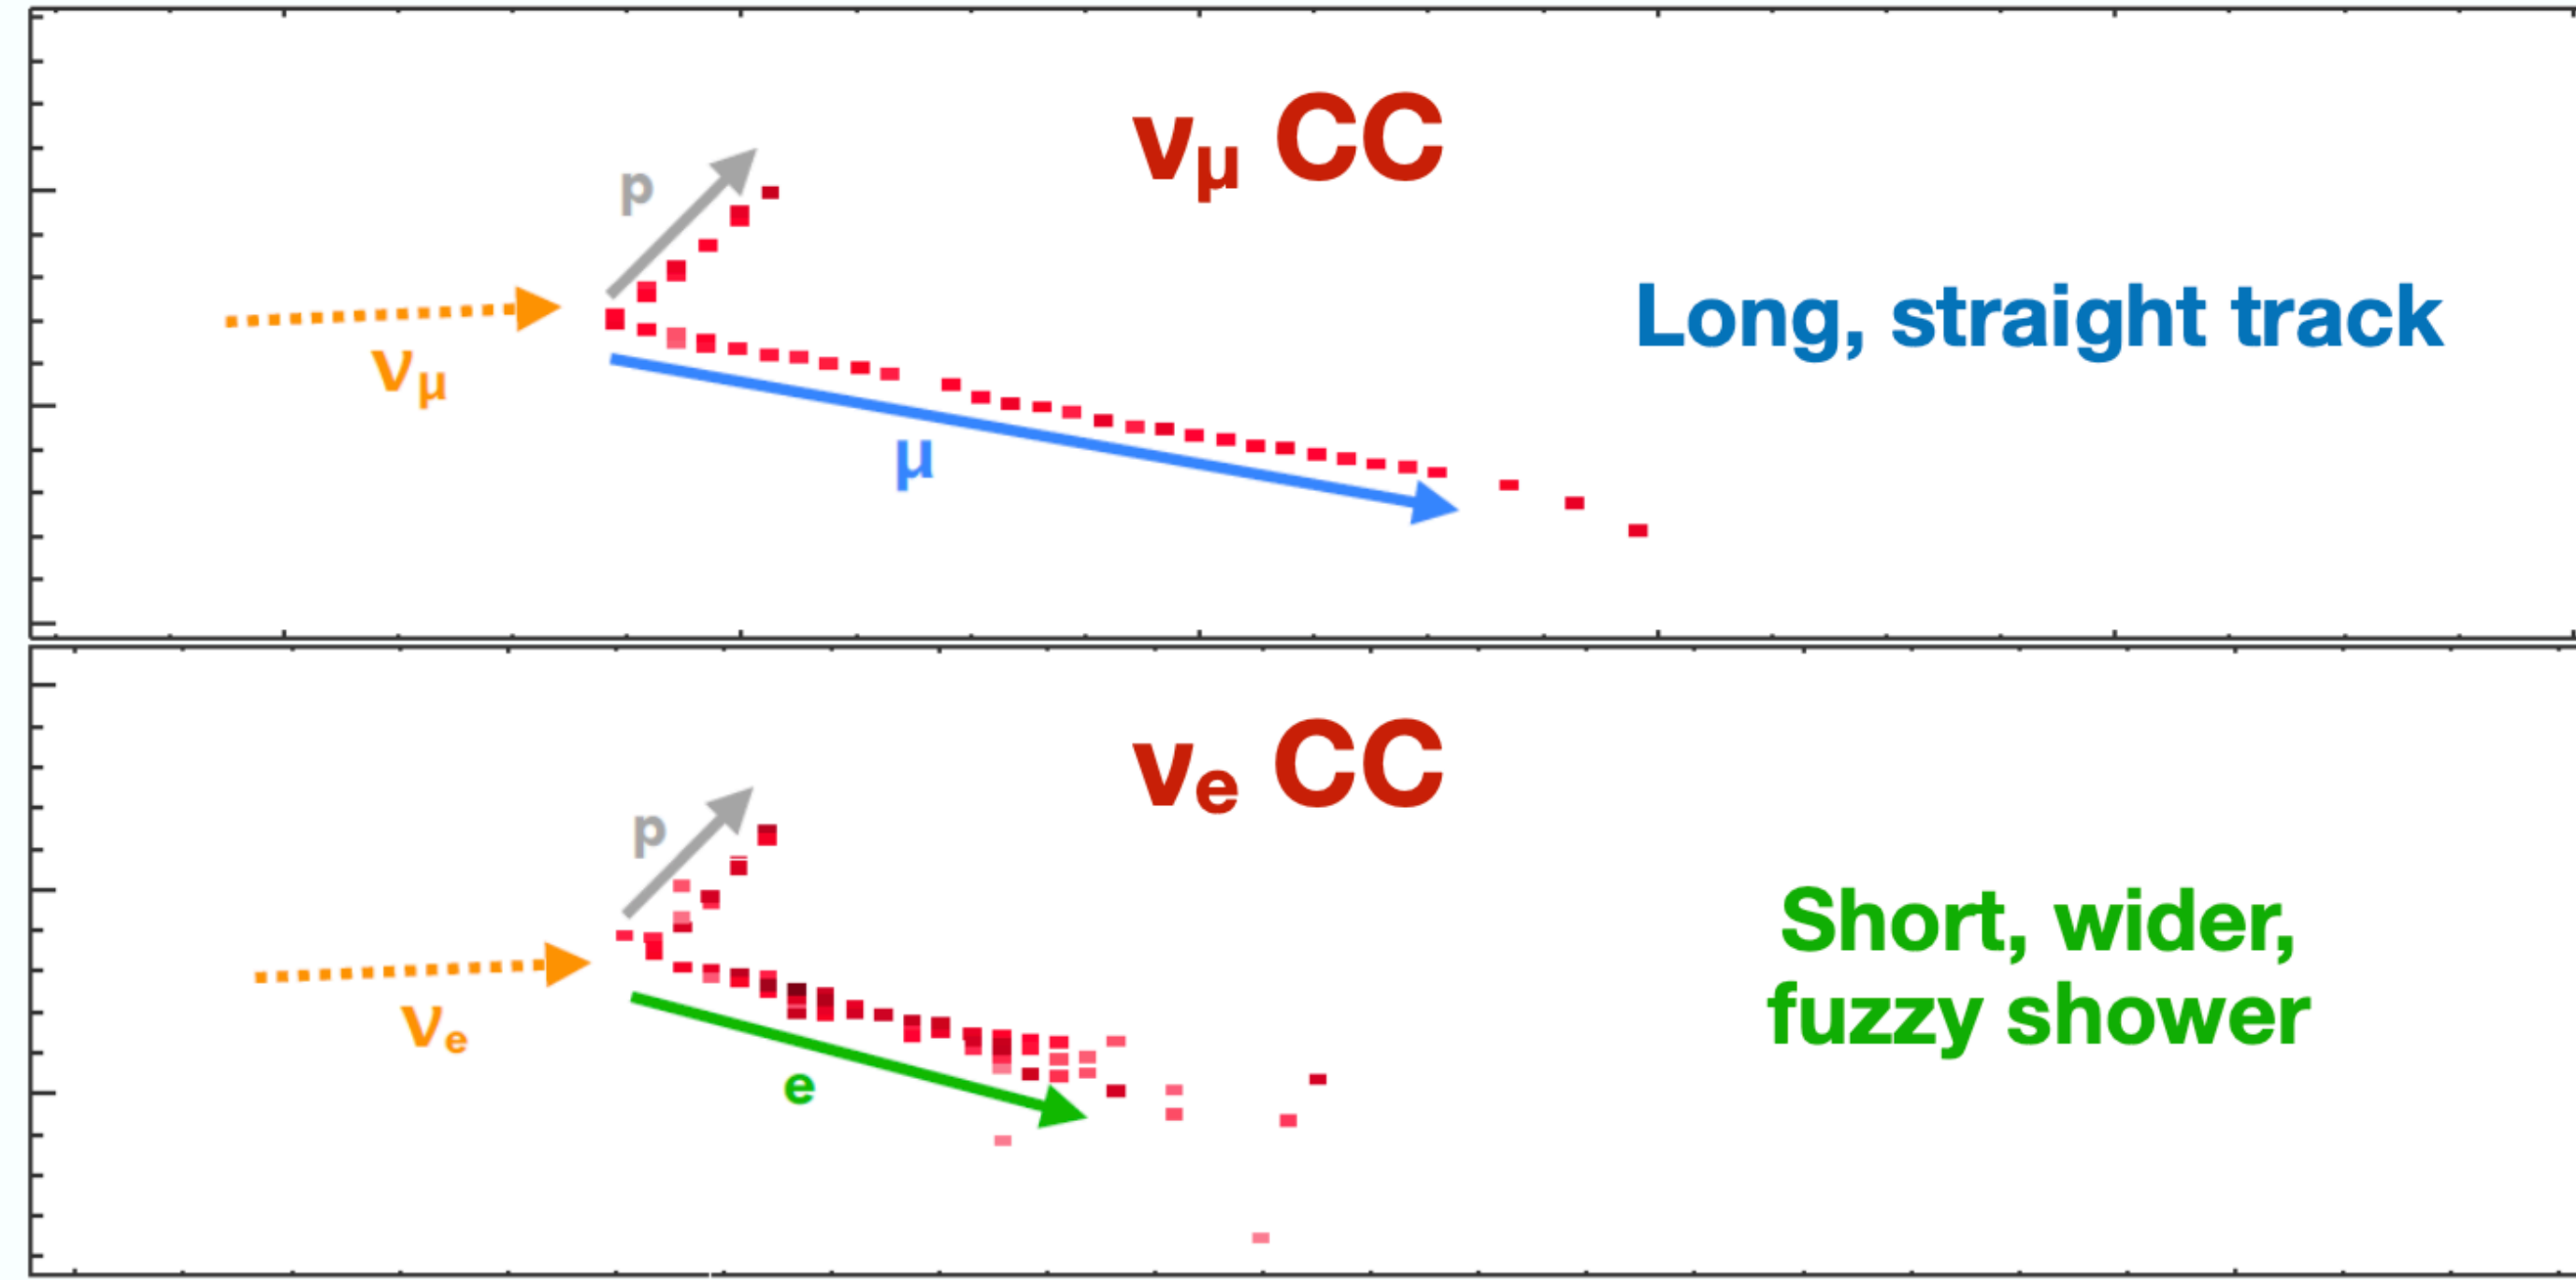 νμ CC
p
νμ
Long, straight track
μ
νe CC
p
νe
e
Short, wider,
fuzzy shower